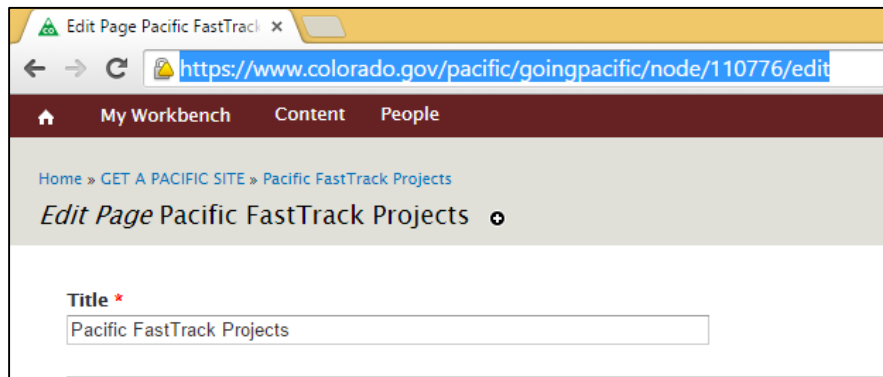 CO Edit Page Pacific FastTrack
https://www.colorado.gov/pacific/goingpacific/node/110776/edit
My Workbench Content People
Home » GET A PACIFIC SITE » Pacific FastTrack Projects
Edit Page Pacific FastTrack Projects
Title *
Pacific FastTrack Projects